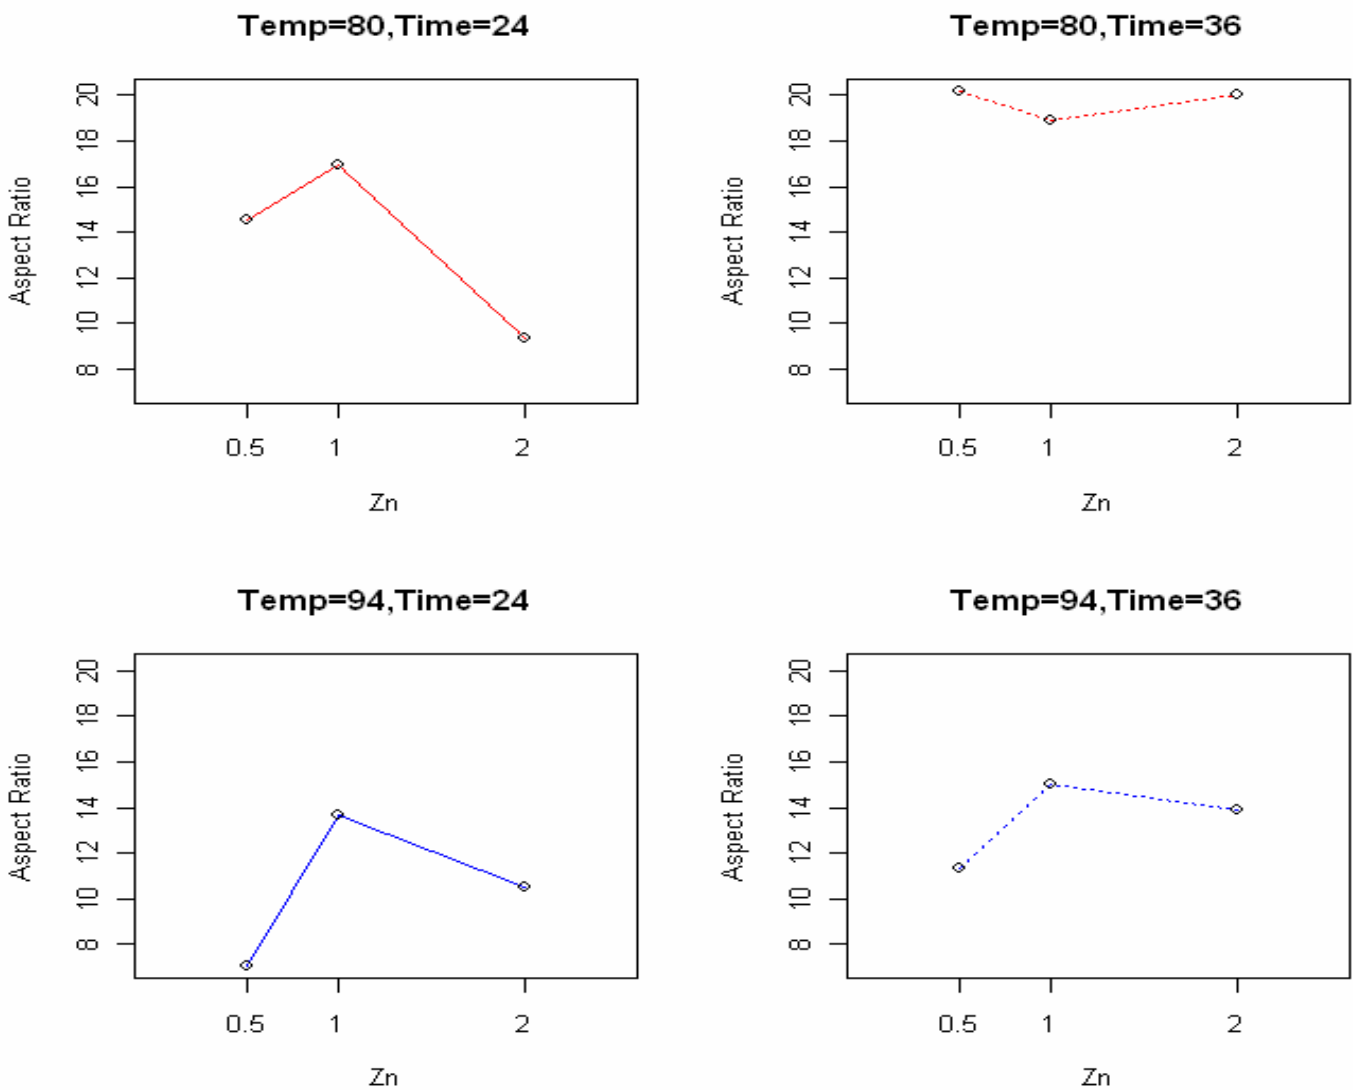 Temp=80,Time=24
Aspect Ratio
20
18
16
14
12
10
8
0.5 1 2
Zn
Temp=80,Time=36
Aspect Ratio
20
18
16
14
12
10
8
0.5 1 2
Zn
Temp=94,Time=24
Aspect Ratio
20
18
16
14
12
10
8
0.5 1 2
Zn
Temp=94,Time=36
Aspect Ratio
20
18
16
14
12
10
8
0.5 1 2
Zn